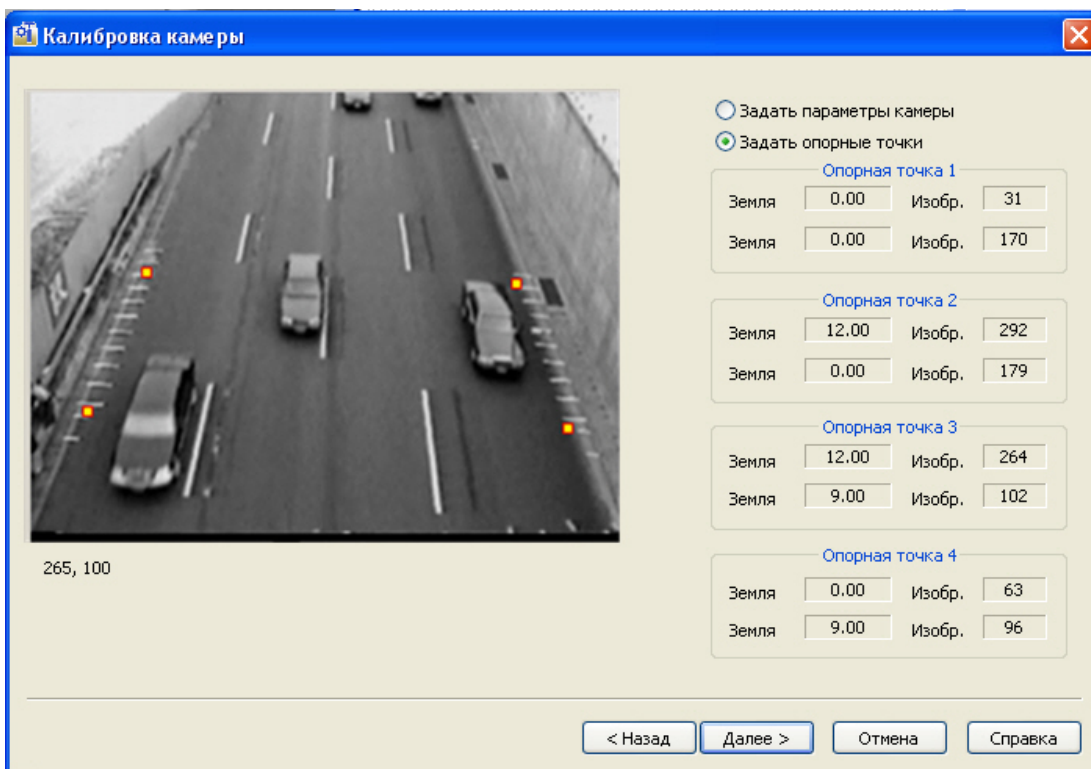 Калибровка камеры
Задать параметры камеры
Задать опорные точки
Опорная точка 1
Земля 0.00 Изобр. 31
Земля 0.00 Изобр. 170
Опорная точка 2
Земля 12.00 Изобр. 292
Земля 0.00 Изобр. 179
Опорная точка 3
Земля 12.00 Изобр. 264
Земля 9.00 Изобр. 102
Опорная точка 4
Земля 0.00 Изобр. 63
Земля 9.00 Изобр. 96
265, 100
< Назад Далее > Отмена Справка